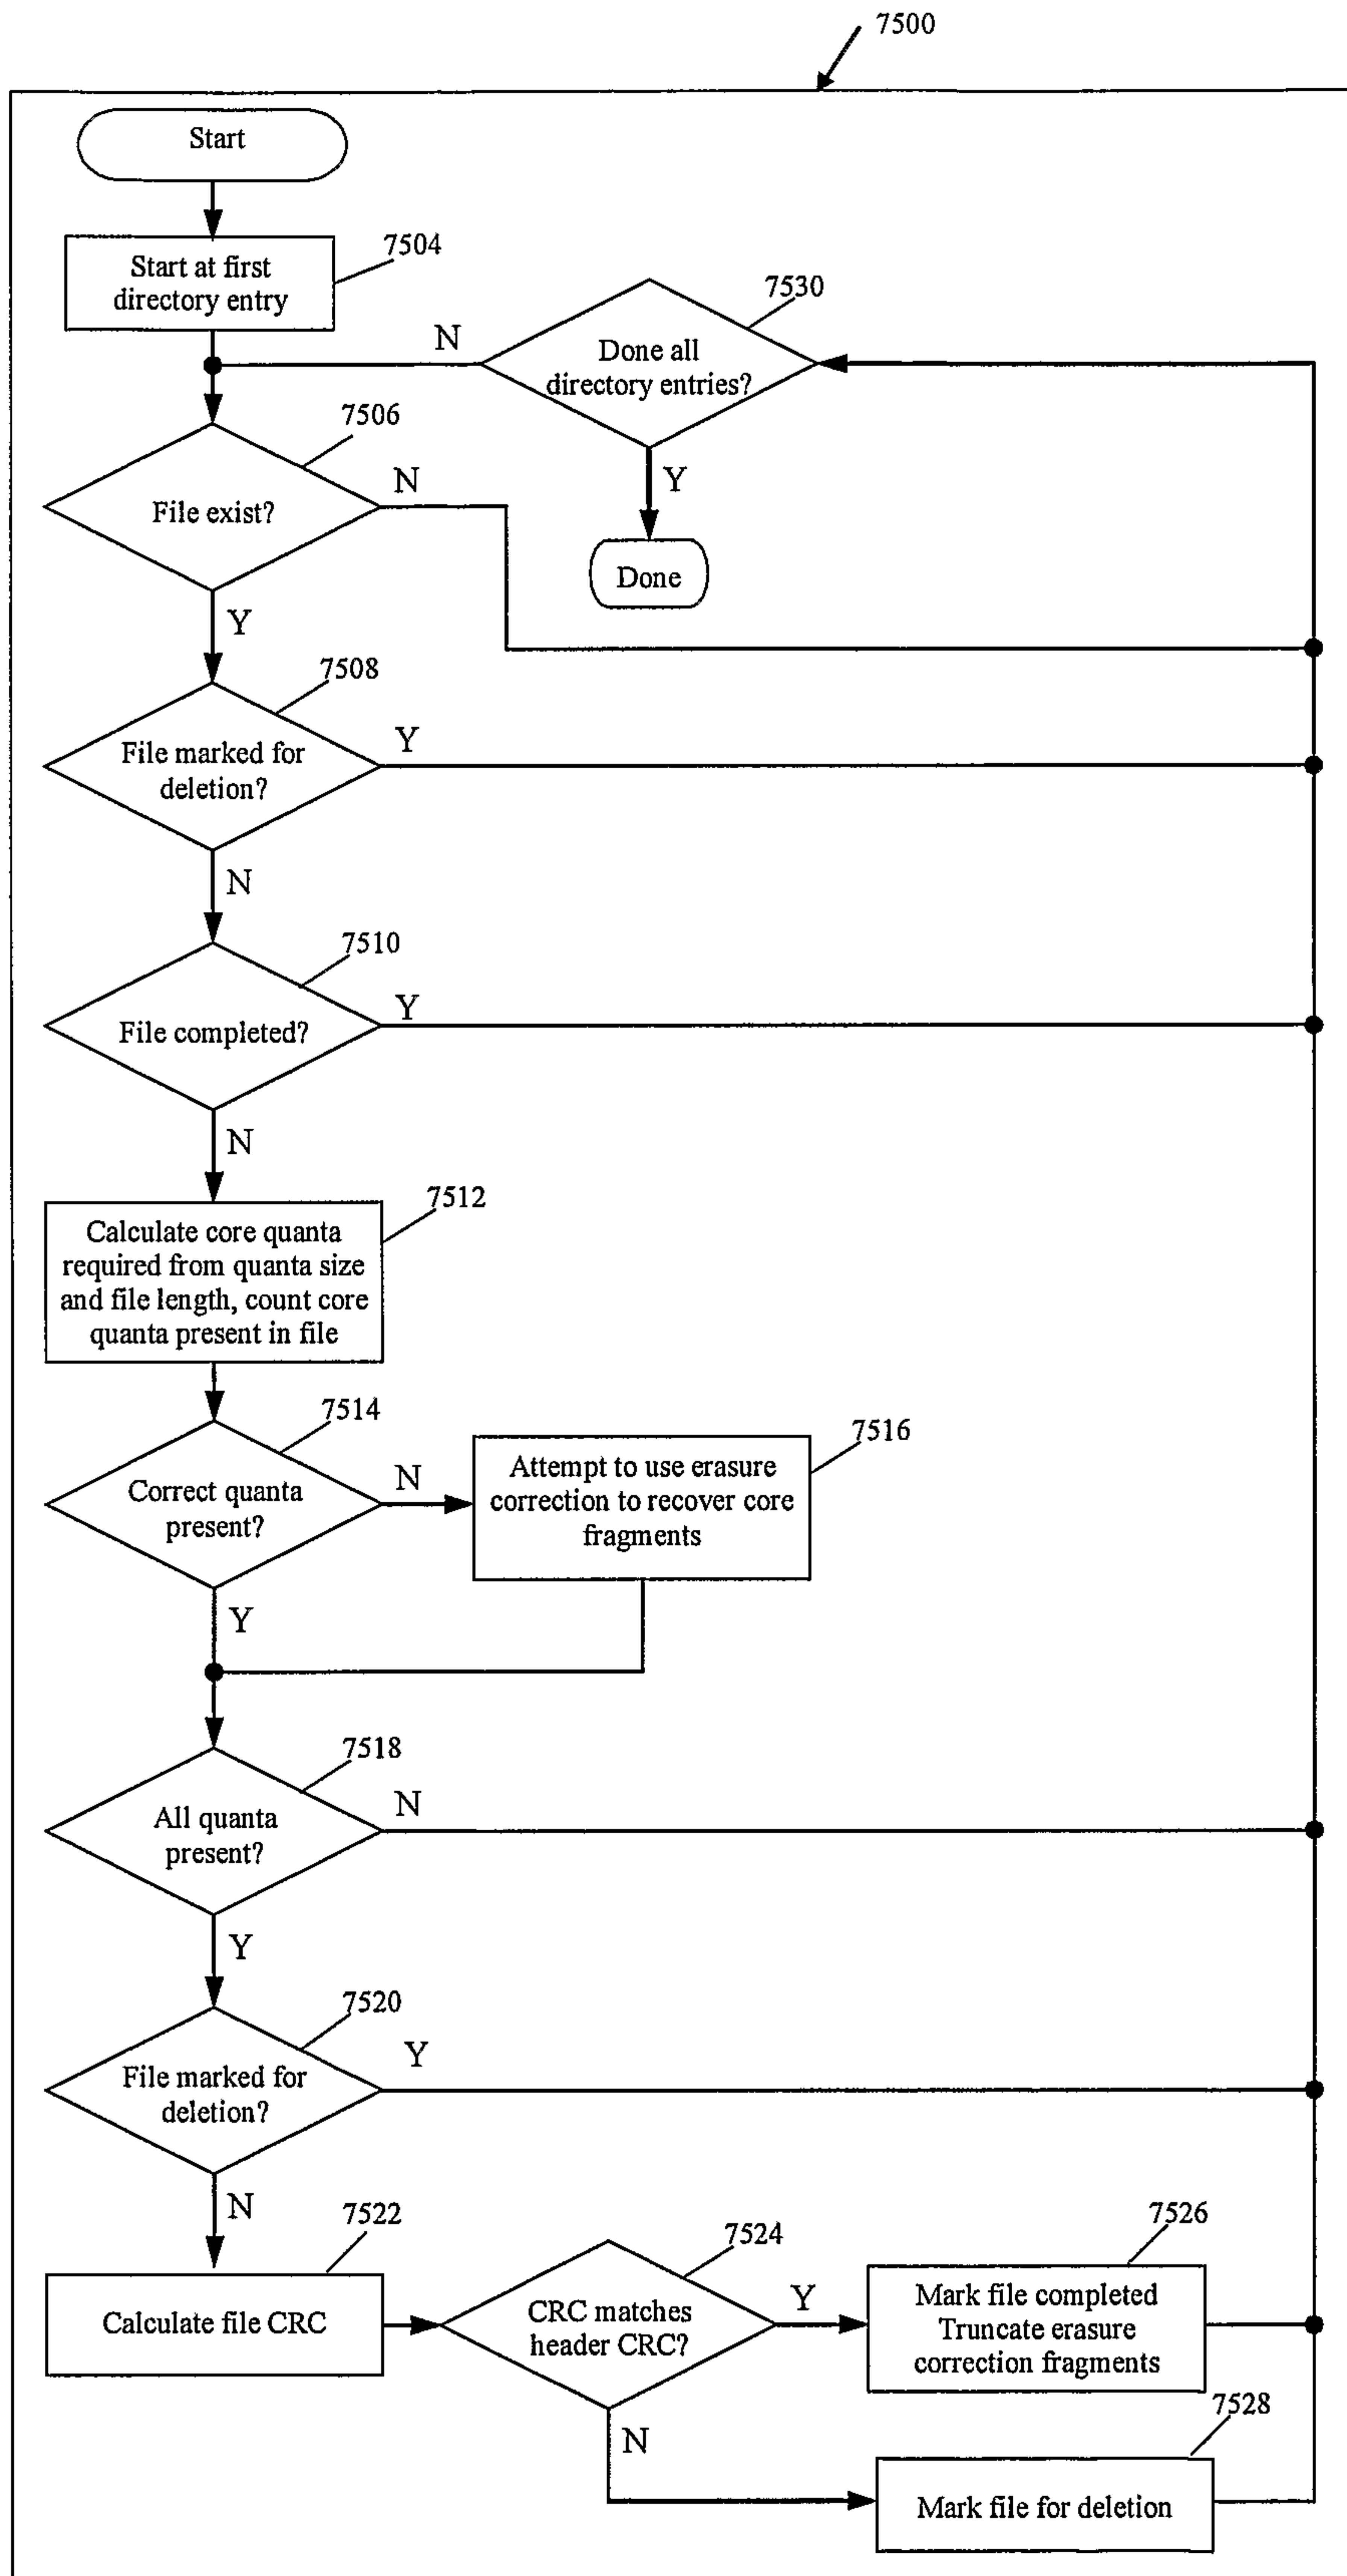 7500
Start
7504
Start at first
directory entry
7530
N
Done all
directory entries?
7506
N
File exist?
Y
Done
Y
7508
Y
File marked for
deletion?
N
7510
Y
File completed?
N
7512
Calculate core quanta
required from quanta size
and file length, count core
quanta present in file
7514
N
Correct quanta
present?
7516
Attempt to use erasure
correction to recover core
fragments
Y
7518
N
All quanta
present?
Y
7520
Y
File marked for
deletion?
N
7522
Calculate file CRC
7524
Y
CRC matches
header CRC?
7526
Mark file completed
Truncate erasure
correction fragments
N
7528
Mark file for deletion